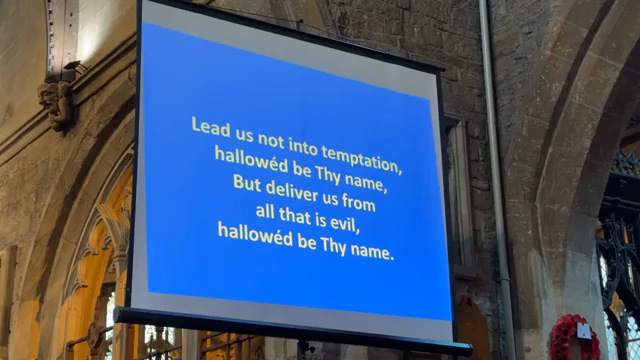 Lead us not into temptation,
hallowéd be Thy name,
But deliver us from
all that is evil,
hallowéd be Thy name.